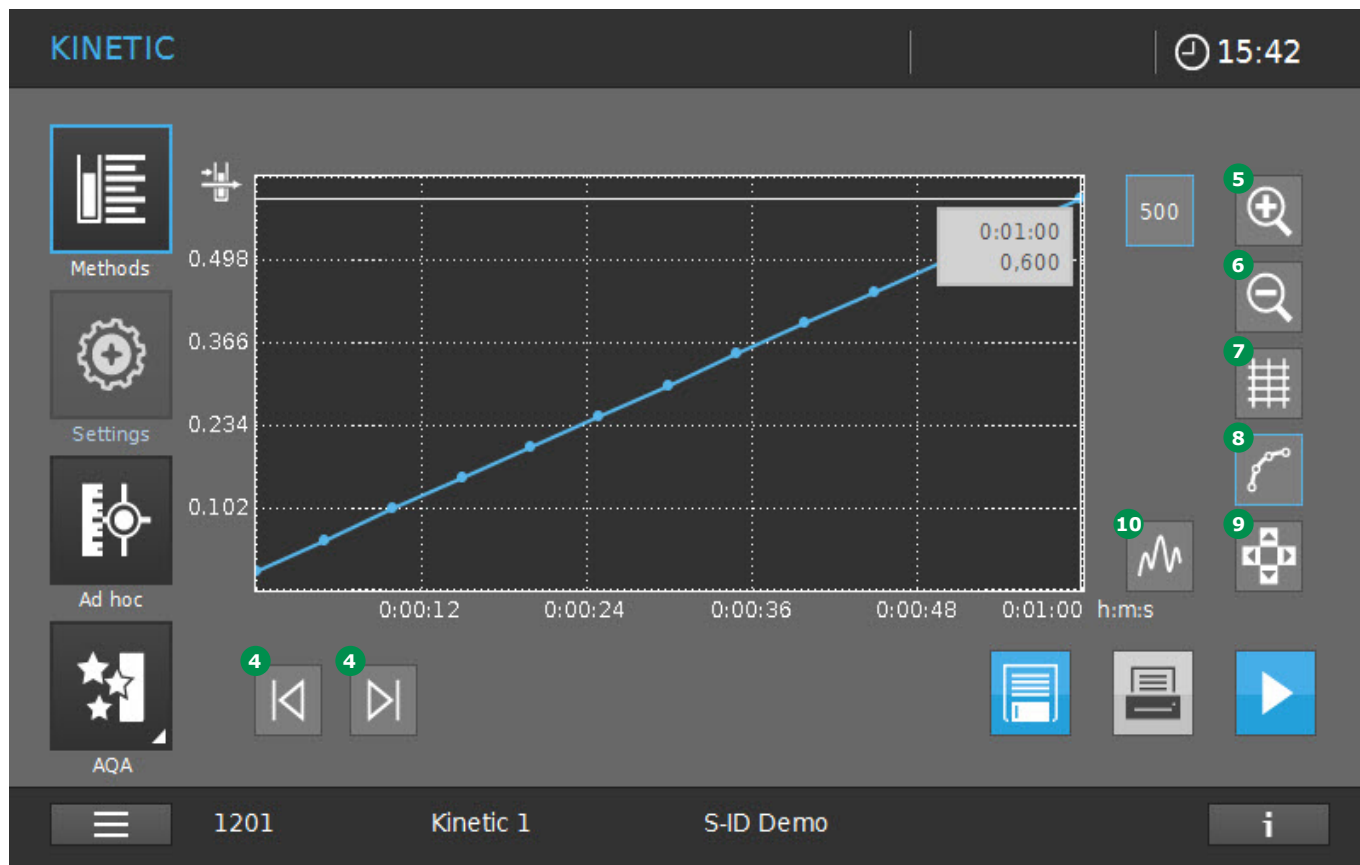 KINETIC
15:42
Methods
Settings
Ad hoc
AQA
0.498
0.366
0.234
0.102
0:01:00
0,600
0:00:12 0:00:24 0:00:36 0:00:48 0:01:00 h:m:s
500
5
6
7
8
10 9
4 4
1201 Kinetic 1 S-ID Demo i